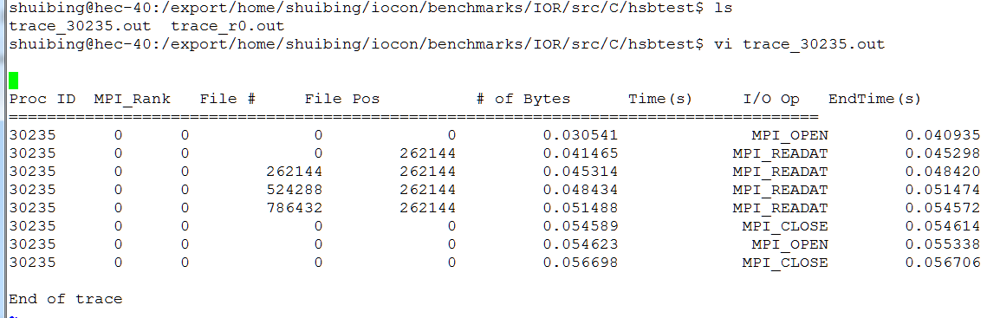 shuibing@hec-40:/export/home/shuibing/iocon/benchmarks/IOR/src/C/hsbtest$ ls
trace_30235.out  trace_r0.out
shuibing@hec-40:/export/home/shuibing/iocon/benchmarks/IOR/src/C/hsbtest$ vi trace_30235.out
Proc ID  MPI_Rank   File #     File Pos          # of Bytes      Time(s)     I/O Op   EndTime(s)
=====================================================================================
30235      0      0             0             0         0.030541              MPI_OPEN        0.040935
30235      0      0             0        262144         0.041465            MPI_READAT        0.045298
30235      0      0        262144        262144         0.045314            MPI_READAT        0.048420
30235      0      0        524288        262144         0.048434            MPI_READAT        0.051474
30235      0      0        786432        262144         0.051488            MPI_READAT        0.054572
30235      0      0             0             0         0.054589             MPI_CLOSE        0.054614
30235      0      0             0             0         0.054623              MPI_OPEN        0.055338
30235      0      0             0             0         0.056698             MPI_CLOSE        0.056706
End of trace
~